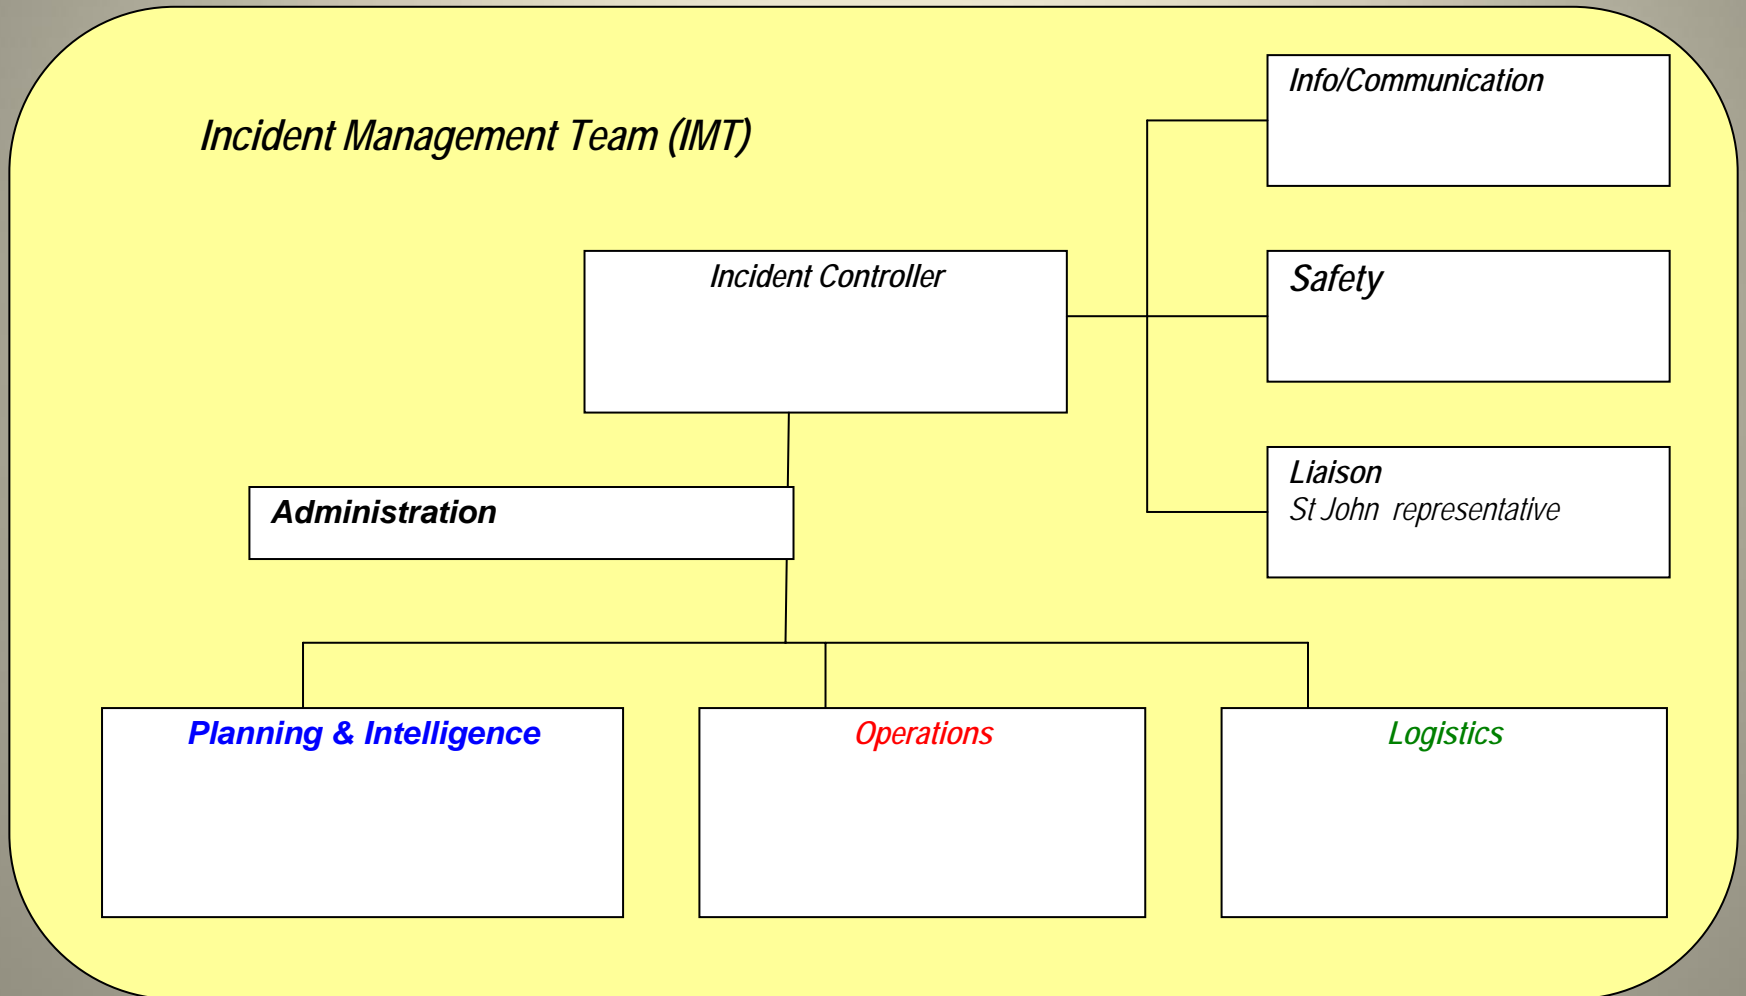 Incident Management Team (IMT)
Info/Communication
Incident Controller
Safety
Liaison
St John  representative
Administration
Planning & Intelligence
Operations
Logistics